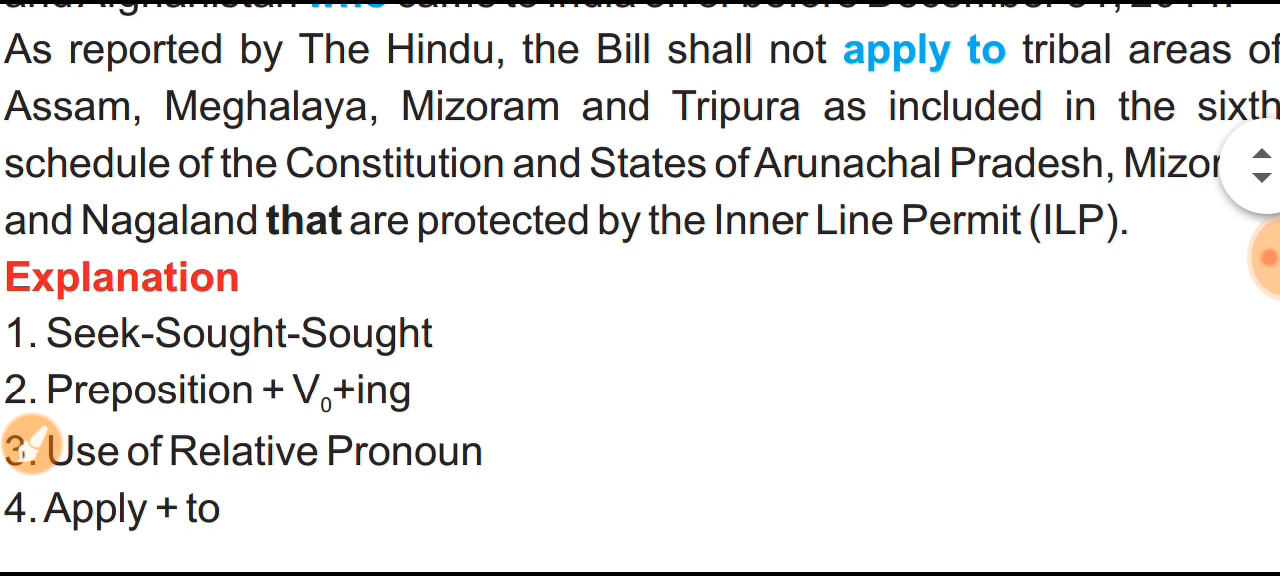 As reported by The Hindu, the Bill shall not apply to tribal areas of
Assam, Meghalaya, Mizoram and Tripura as included in the sixth
schedule of the Constitution and States of Arunachal Pradesh, Mizor
and Nagaland that are protected by the Inner Line Permit (ILP).
Explanation
1. Seek-Sought-Sought
2. Preposition + V₀+ing
3. Use of Relative Pronoun
4. Apply + to